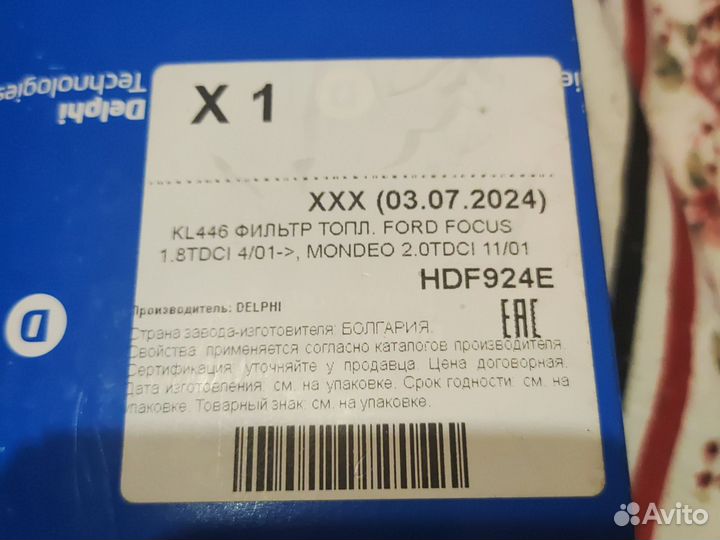 Delphi
Technologies
D
X 1
XXX (03.07.2024)
KL446 ФИЛЬТР ТОПЛ. FORD FOCUS
1.8TDCI 4/01->, MONDEO 2.0TDCI 11/01
HDF924E
Производитель: DELPHI
EAC
Страна завода-изготовителя: БОЛГАРИЯ.
Свойства: применяется согласно каталогов производителя.
Сертификация: уточняйте у продавца. Цена договорная.
Дата изготовления: см. на упаковке. Срок годности: см. на
упаковке. Товарный знак: см. на упаковке.
D
Avito